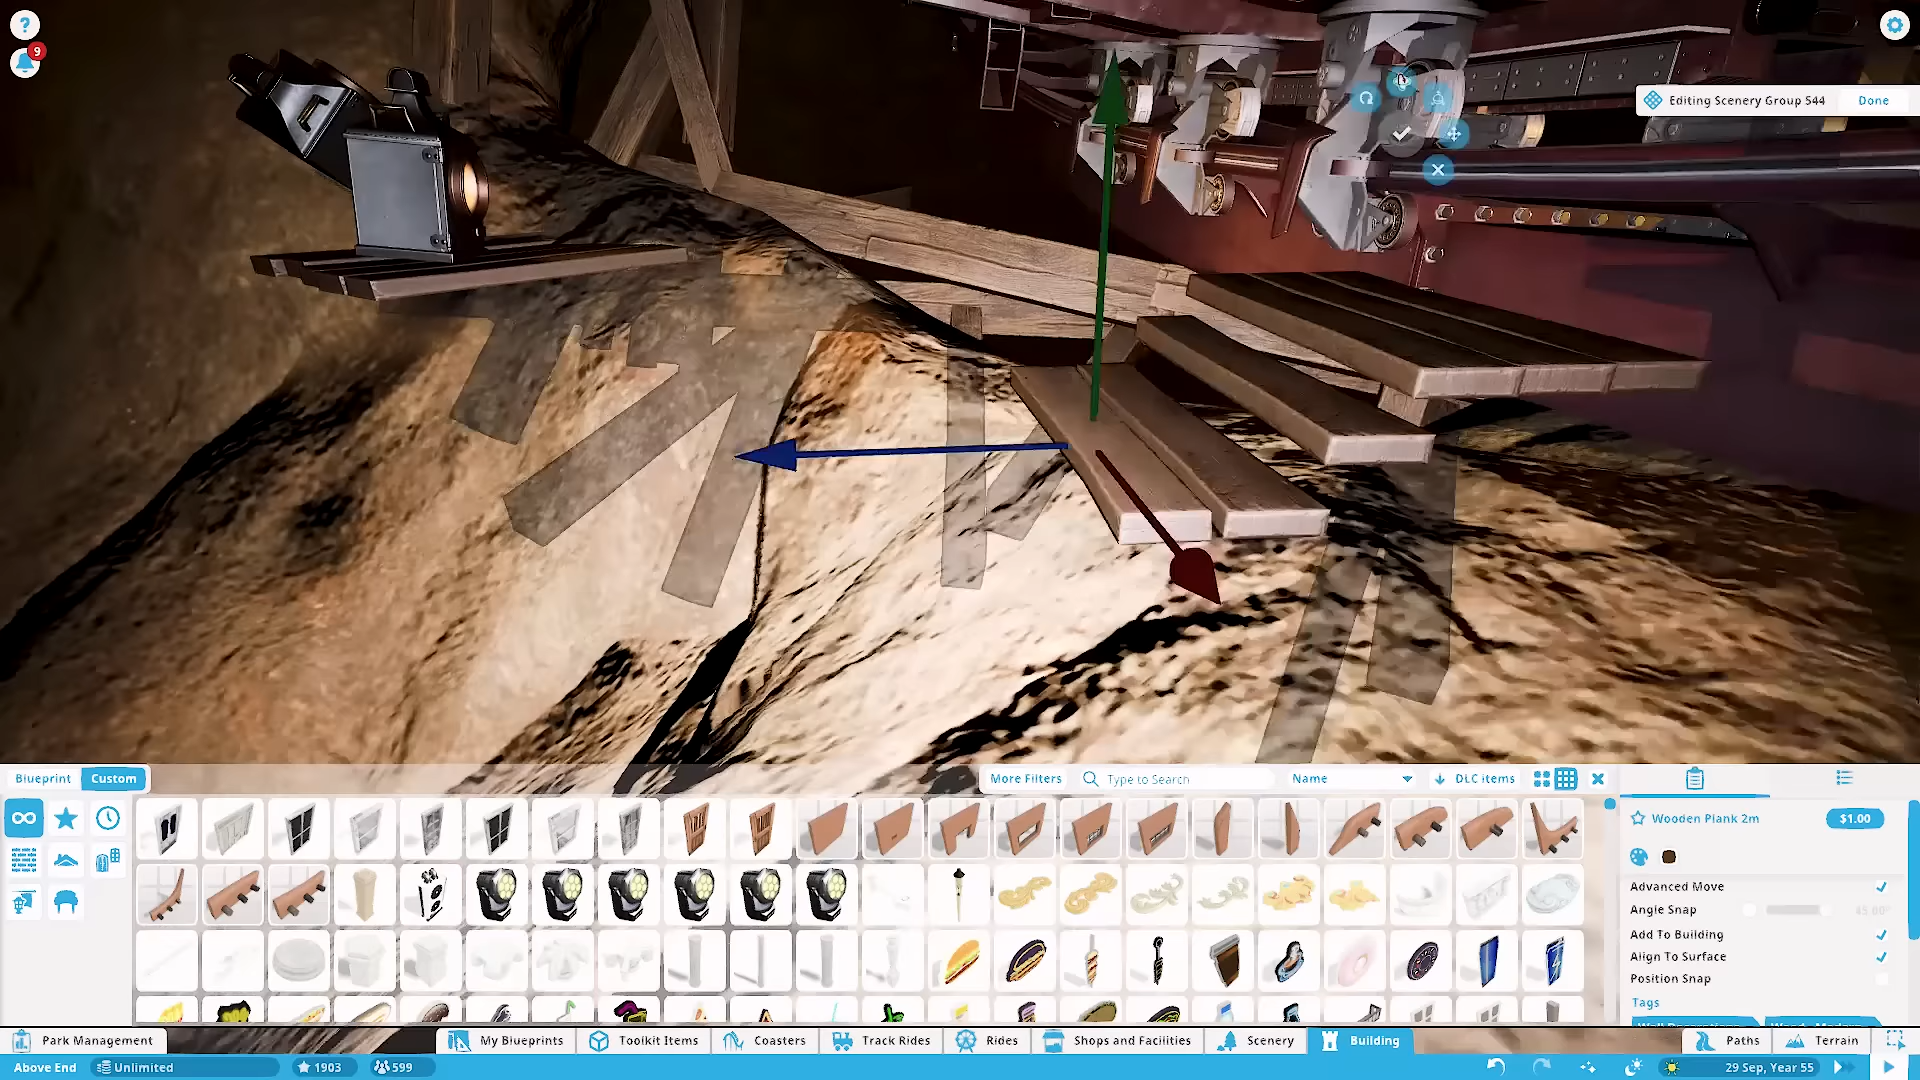 ?
9
Editing Scenery Group 544 Done
Blueprint Custom
More Filters Type to Search Name DLC items
Wooden Plank 2m $1.00
Advanced Move
Angle Snap 45.00°
Add To Building
Align To Surface
Position Snap
Tags
Park Management My Blueprints Toolkit Items Coasters Track Rides Rides Shops and Facilities Scenery Building Paths Terrain
Above End Unlimited 1903 599 29 Sep, Year 55